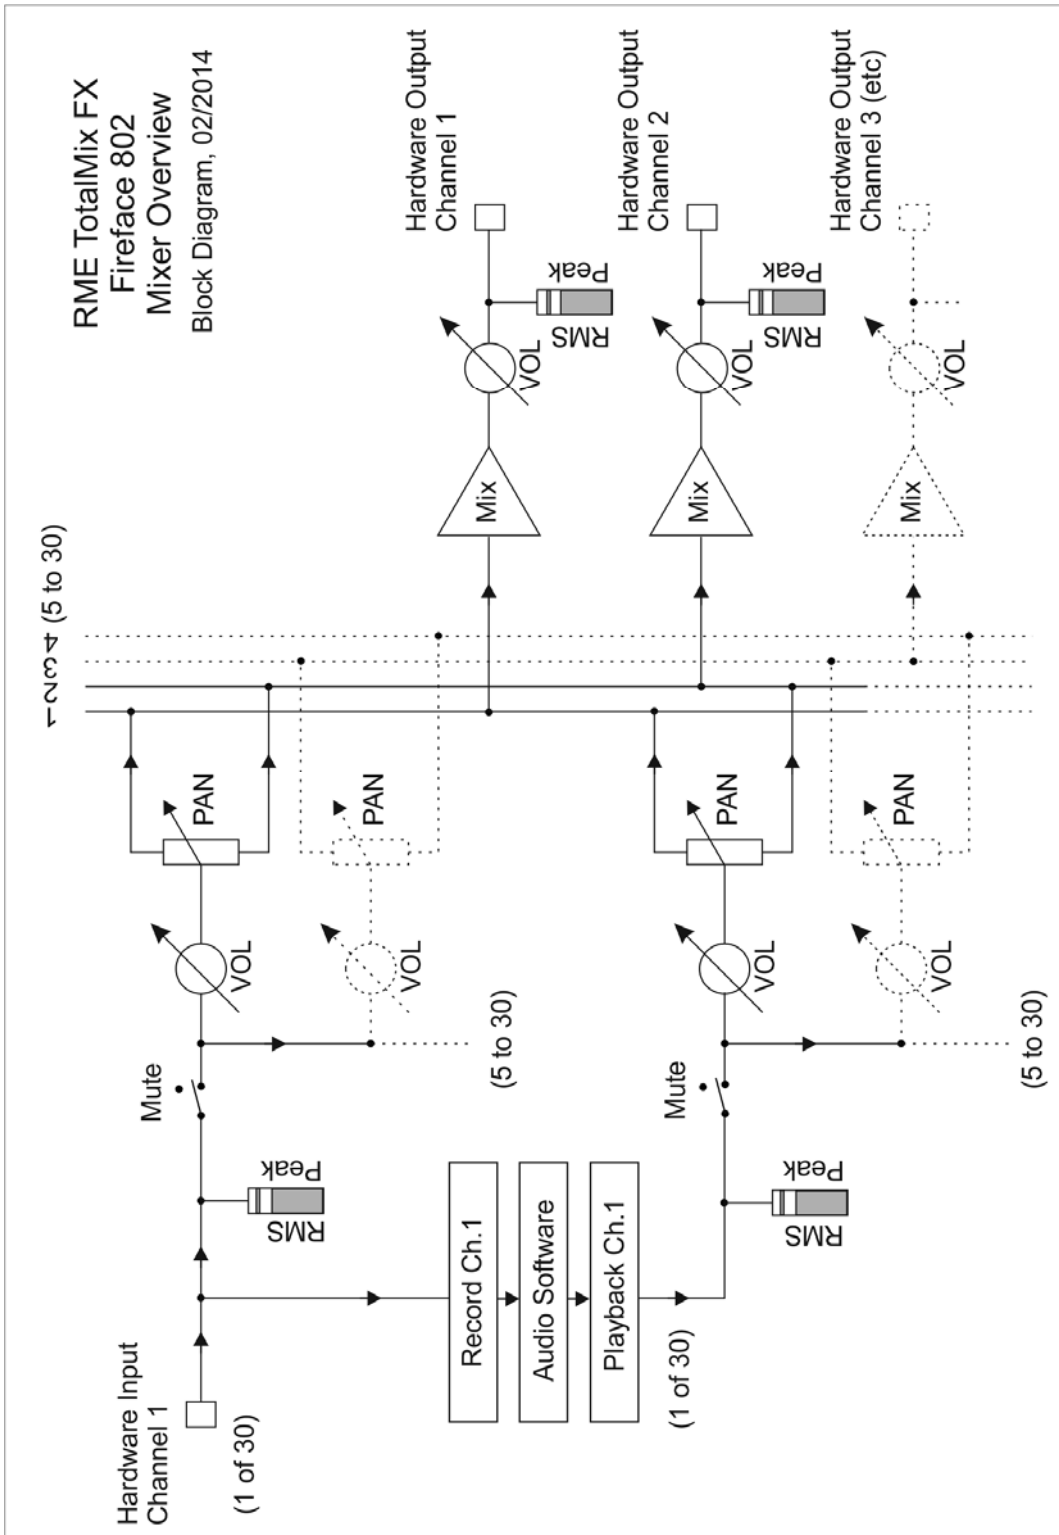 RME TotalMix FX
Fireface 802
Mixer Overview
Block Diagram, 02/2014
Hardware Input
Channel 1
(1 of 30)
RMS
Peak
Mute
VOL
PAN
VOL
PAN
(5 to 30)
1 2 3 4 (5 to 30)
Record Ch.1
Audio Software
Playback Ch.1
(1 of 30)
RMS
Peak
Mute
VOL
PAN
VOL
PAN
(5 to 30)
Mix
VOL
RMS
Peak
Hardware Output
Channel 1
Mix
VOL
RMS
Peak
Hardware Output
Channel 2
Mix
VOL
Hardware Output
Channel 3 (etc)